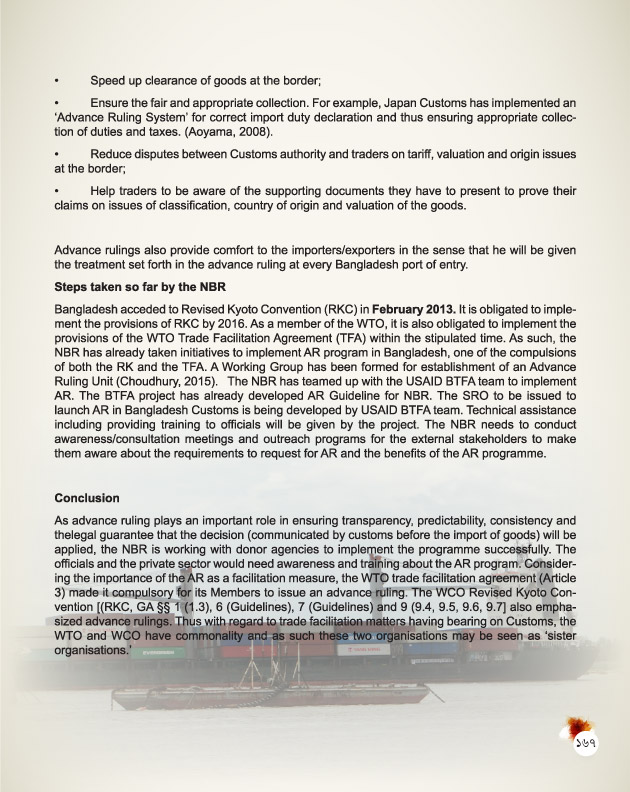 • Speed up clearance of goods at the border;
• Ensure the fair and appropriate collection. For example, Japan Customs has implemented an
‘Advance Ruling System’ for correct import duty declaration and thus ensuring appropriate collec-
tion of duties and taxes. (Aoyama, 2008).
• Reduce disputes between Customs authority and traders on tariff, valuation and origin issues
at the border;
• Help traders to be aware of the supporting documents they have to present to prove their
claims on issues of classification, country of origin and valuation of the goods.
Advance rulings also provide comfort to the importers/exporters in the sense that he will be given
the treatment set forth in the advance ruling at every Bangladesh port of entry.
Steps taken so far by the NBR
Bangladesh acceded to Revised Kyoto Convention (RKC) in February 2013. It is obligated to imple-
ment the provisions of RKC by 2016. As a member of the WTO, it is also obligated to implement the
provisions of the WTO Trade Facilitation Agreement (TFA) within the stipulated time. As such, the
NBR has already taken initiatives to implement AR program in Bangladesh, one of the compulsions
of both the RK and the TFA. A Working Group has been formed for establishment of an Advance
Ruling Unit (Choudhury, 2015). The NBR has teamed up with the USAID BTFA team to implement
AR. The BTFA project has already developed AR Guideline for NBR. The SRO to be issued to
launch AR in Bangladesh Customs is being developed by USAID BTFA team. Technical assistance
including providing training to officials will be given by the project. The NBR needs to conduct
awareness/consultation meetings and outreach programs for the external stakeholders to make
them aware about the requirements to request for AR and the benefits of the AR programme.
Conclusion
As advance ruling plays an important role in ensuring transparency, predictability, consistency and
thelegal guarantee that the decision (communicated by customs before the import of goods) will be
applied, the NBR is working with donor agencies to implement the programme successfully. The
officials and the private sector would need awareness and training about the AR program. Consider-
ing the importance of the AR as a facilitation measure, the WTO trade facilitation agreement (Article
3) made it compulsory for its Members to issue an advance ruling. The WCO Revised Kyoto Con-
vention [(RKC, GA §§ 1 (1.3), 6 (Guidelines), 7 (Guidelines) and 9 (9.4, 9.5, 9.6, 9.7] also empha-
sized advance rulings. Thus with regard to trade facilitation matters having bearing on Customs, the
WTO and WCO have commonality and as such these two organisations may be seen as ‘sister
organisations.’
১৬৭